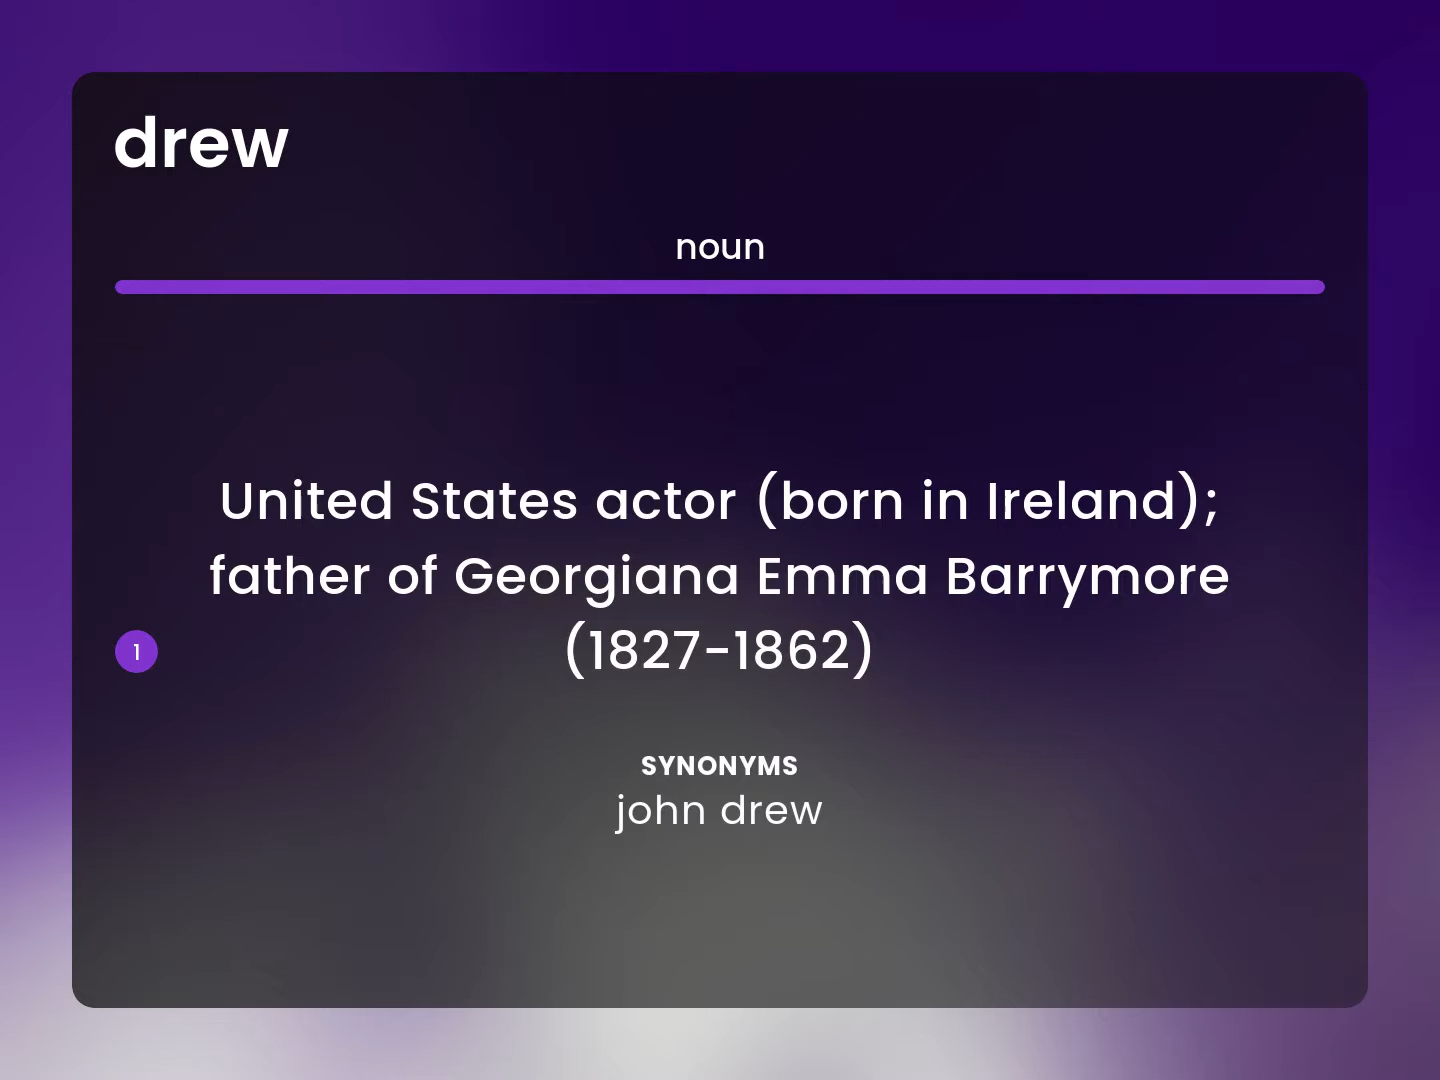 drew
noun
United States actor (born in Ireland);
father of Georgiana Emma Barrymore
1
(1827-1862)
SYNONYMS
john drew